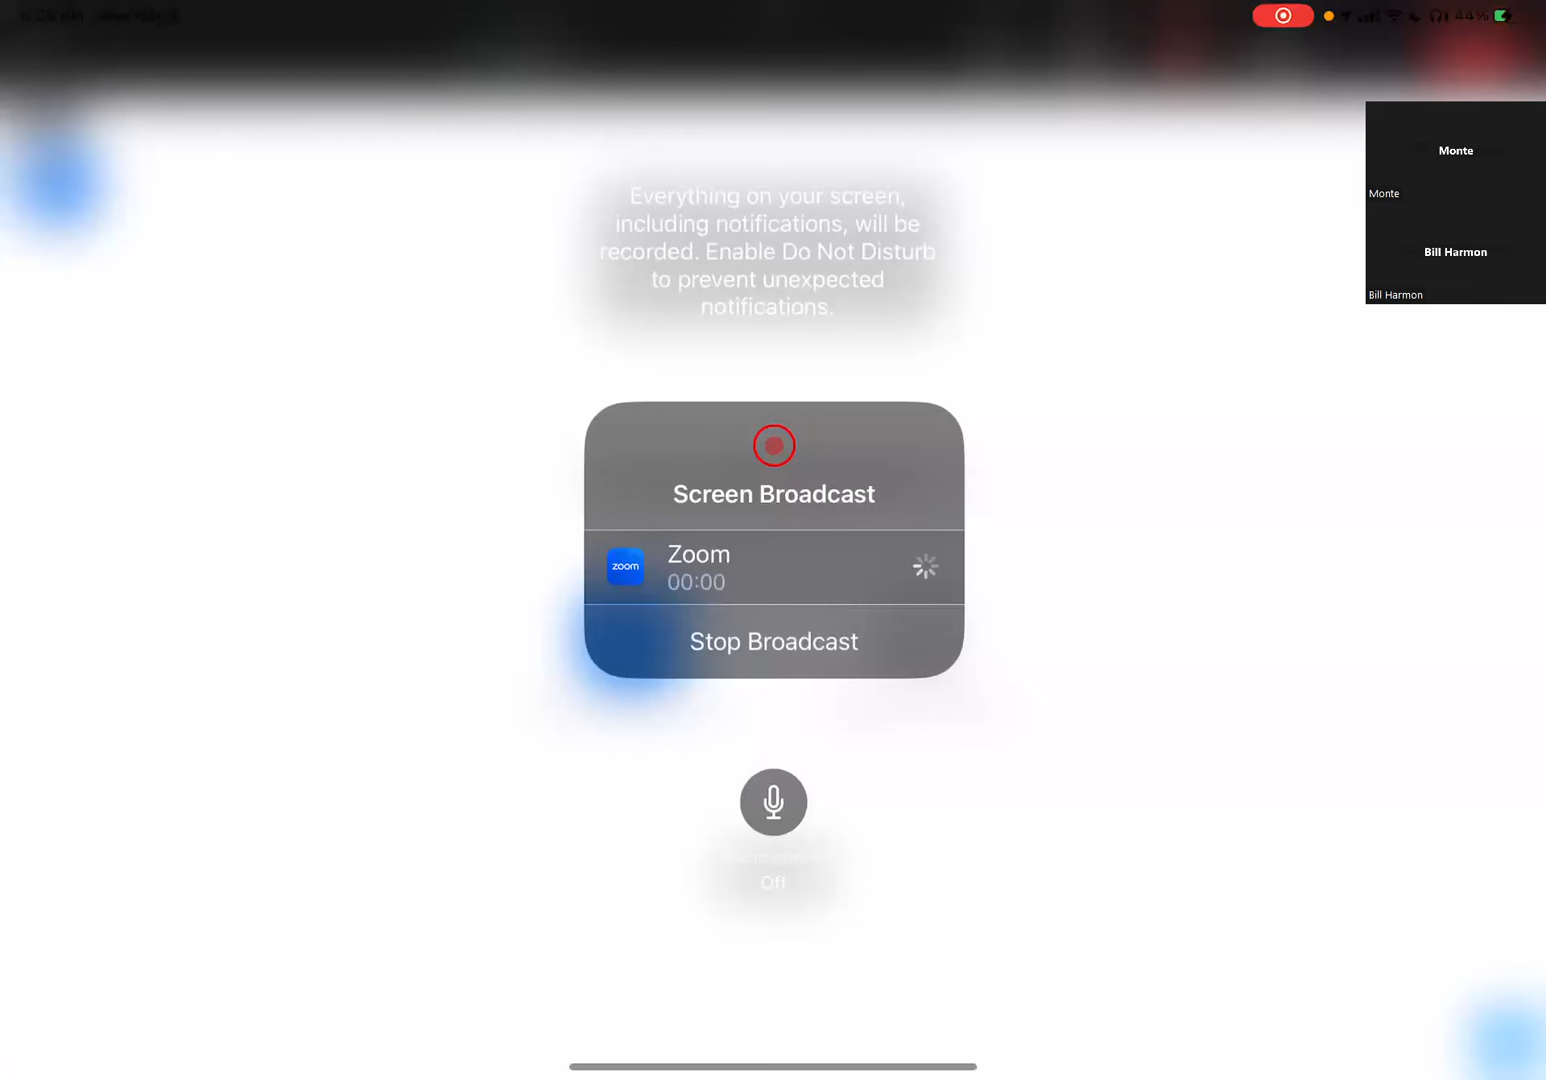 44%
Monte
Monte
Bill Harmon
Bill Harmon
Everything on your screen,
including notifications, will be
recorded. Enable Do Not Disturb
to prevent unexpected
notifications.
Screen Broadcast
zoom
Zoom
00:00
Stop Broadcast
Off